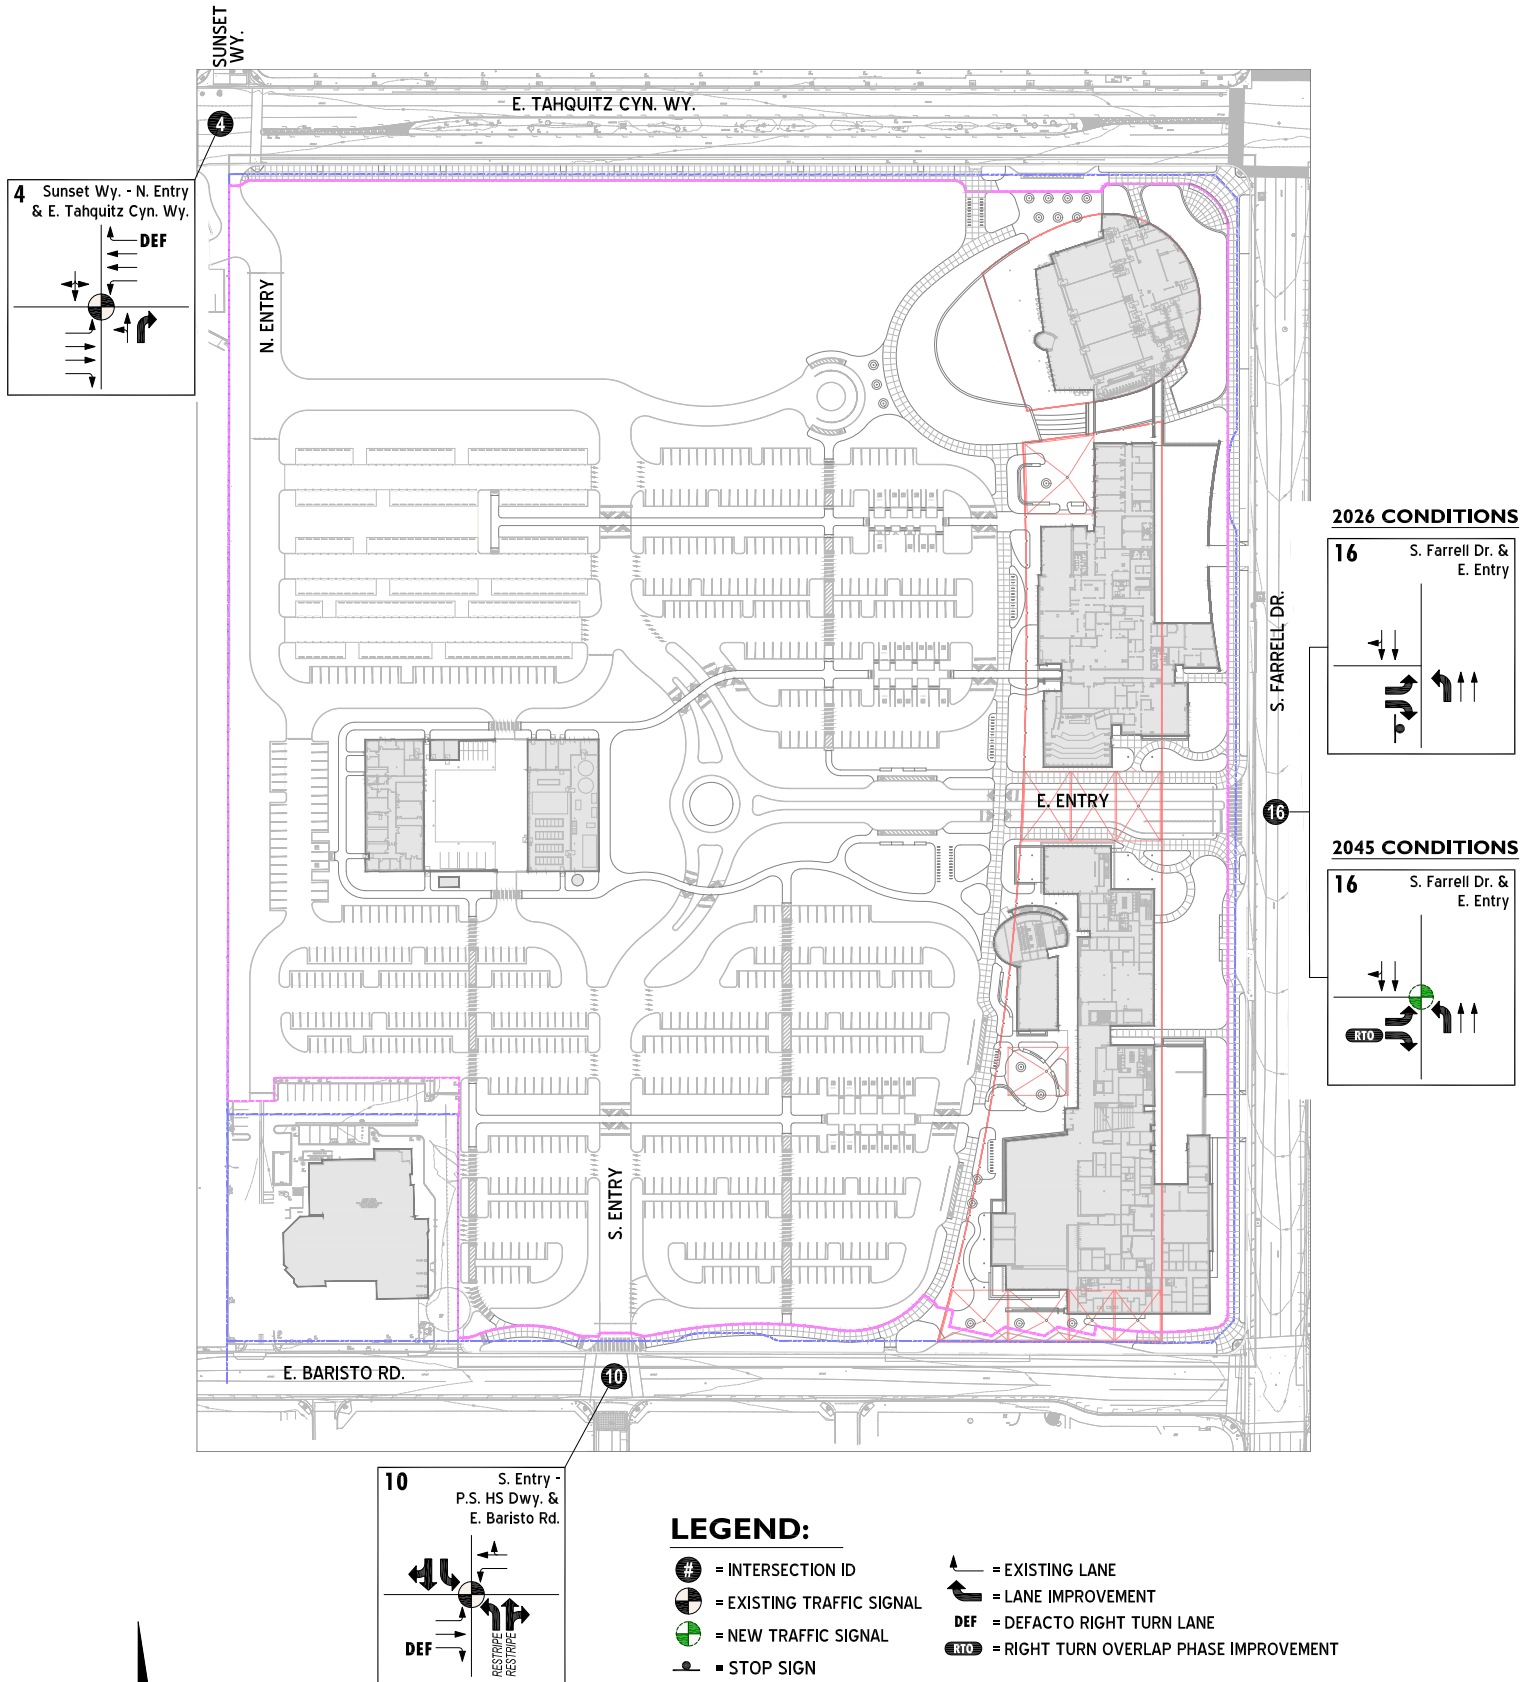 SUNSET
WY.
E. TAHQUITZ CYN. WY.
4
4 Sunset Wy. - N. Entry
& E. Tahquitz Cyn. Wy.
DEF
N. ENTRY
2026 CONDITIONS
16 S. Farrell Dr. &
E. Entry
S. FARRELL DR.
E. ENTRY
16
2045 CONDITIONS
16 S. Farrell Dr. &
E. Entry
RTO
S. ENTRY
E. BARISTO RD.
10
10 S. Entry -
P.S. HS Dwy. &
E. Baristo Rd.
DEF
RESTRIPE
RESTRIPE
LEGEND:
# = INTERSECTION ID
= EXISTING TRAFFIC SIGNAL
= NEW TRAFFIC SIGNAL
= STOP SIGN
= EXISTING LANE
= LANE IMPROVEMENT
DEF = DEFACTO RIGHT TURN LANE
RTO = RIGHT TURN OVERLAP PHASE IMPROVEMENT